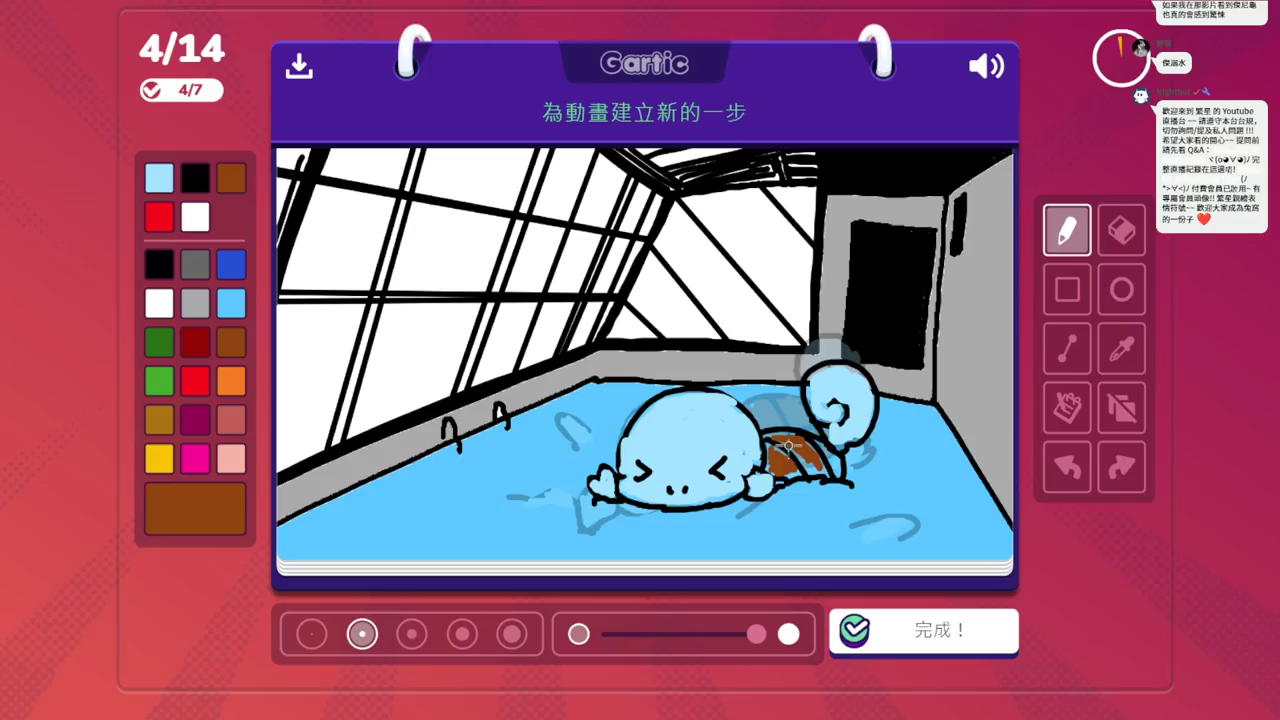 4/14
4/7
Gartic
為動畫建立新的一步
完成！
如果我在那影片看到傑尼龜
也真的會感到驚悚
傑溺水
Nightbot
歡迎來到 繁星 的 Youtube
直播台 ~~ 請遵守本台台規，
切勿詢問/提及私人問題 !!!
希望大家看的開心~~ 提問前
請先看 Q&A：
ヾ(o◕∀◕)ﾉ 完
整直播記錄在這邊切！
(/
*>∀<)/ 付費會員已啟用~ 有
專屬會員頭像!! 繁星親繪表
情符號~~ 歡迎大家成為兔窩
的一份子 ❤️